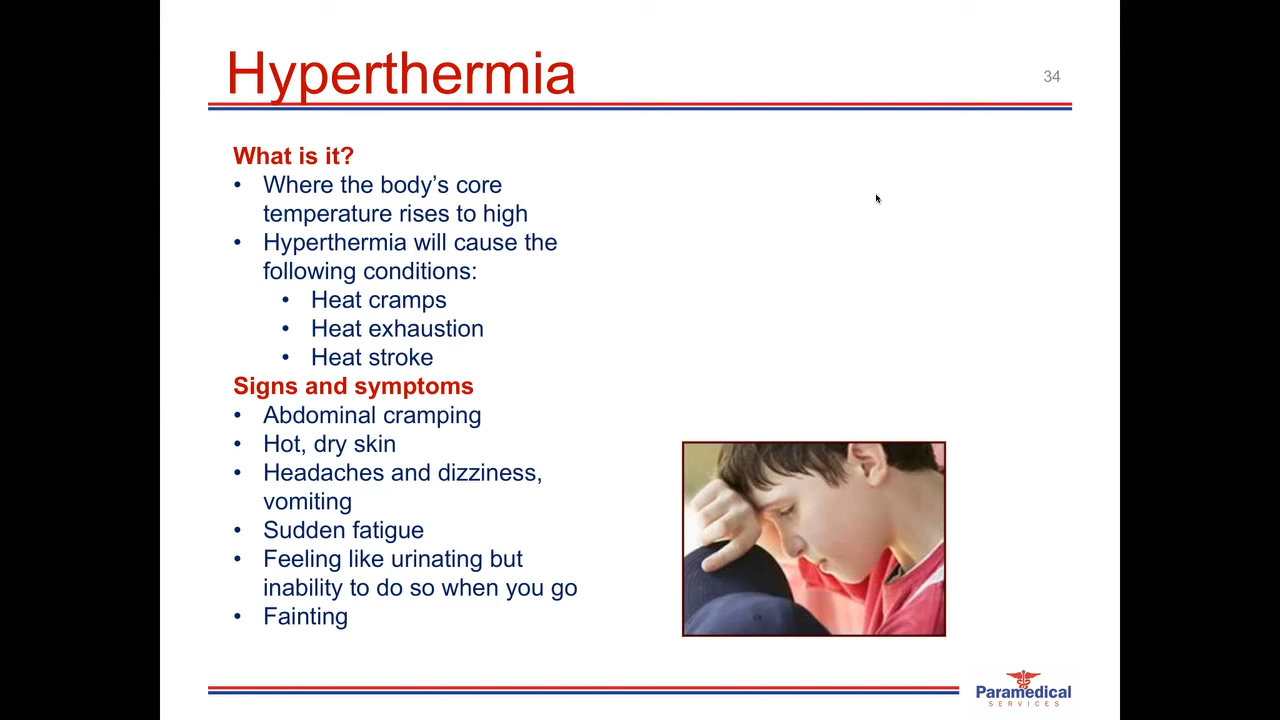 Hyperthermia
34
What is it?
• Where the body’s core
temperature rises to high
• Hyperthermia will cause the
following conditions:
• Heat cramps
• Heat exhaustion
• Heat stroke
Signs and symptoms
• Abdominal cramping
• Hot, dry skin
• Headaches and dizziness,
vomiting
• Sudden fatigue
• Feeling like urinating but
inability to do so when you go
• Fainting
Paramedical
SERVICES